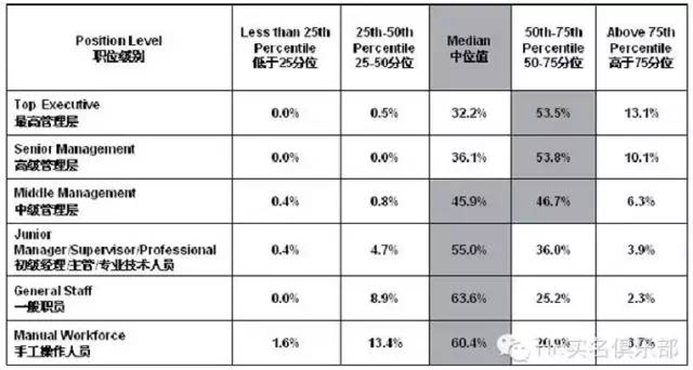 Position Level
职位级别
Less than 25th
Percentile
低于25分位
25th-50th
Percentile
25-50分位
Median
中位值
50th-75th
Percentile
50-75分位
Above 75th
Percentile
高于75分位
Top Executive
最高管理层
0.0%
0.5%
32.2%
53.5%
13.1%
Senior Management
高级管理层
0.0%
0.0%
36.1%
53.8%
10.1%
Middle Management
中级管理层
0.4%
0.8%
45.9%
46.7%
6.3%
Junior
Manager/Supervisor/Professional
初级经理/主管/专业技术人员
0.4%
4.7%
55.0%
36.0%
3.9%
General Staff
一般职员
0.0%
8.9%
63.6%
25.2%
2.3%
Manual Workforce
手工操作人员
1.6%
13.4%
60.4%
20.9%
3.7%
实名俱乐部